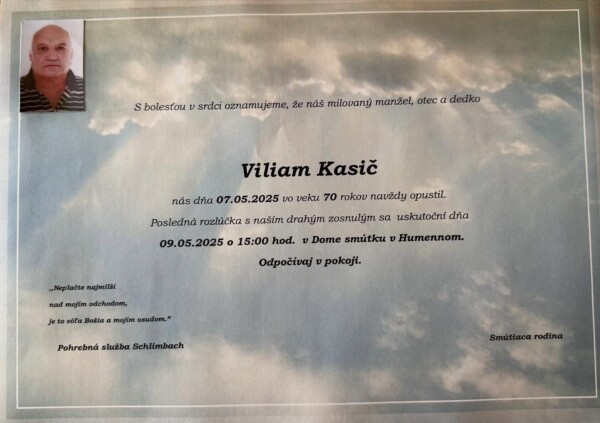 S bolesťou v srdci oznamujeme, že náš milovaný manžel, otec a dedko
Viliam Kasič
nás dňa 07.05.2025 vo veku 70 rokov navždy opustil.
Posledná rozlúčka s naším drahým zosnulým sa uskutoční dňa
09.05.2025 o 15:00 hod. v Dome smútku v Humennom.
Odpočívaj v pokoji.
„Neplačte najmilší
nad mojím odchodom,
je to vôľa Božia a mojím osudom."
Pohrebná služba Schlimbach
Smútiaca rodina